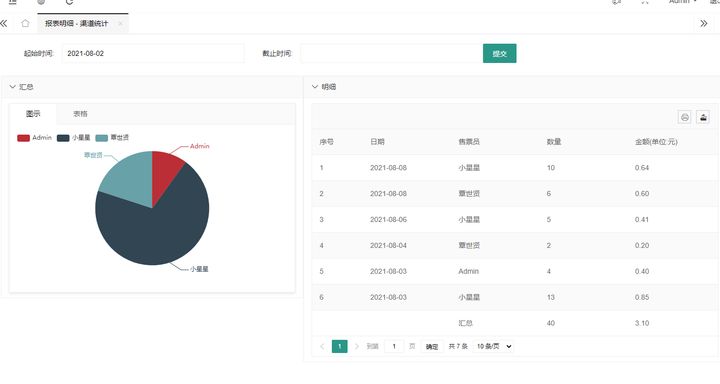 Admin
报表明细 - 渠道统计
起始时间: 2021-08-02 截止时间: 提交
汇总
图示 表格
Admin 小星星 覃世贤
Admin
覃世贤
小星星
明细
序号 日期 售票员 数量 金额(单位:元)
1 2021-08-08 小星星 10 0.64
2 2021-08-08 覃世贤 6 0.60
3 2021-08-06 小星星 5 0.41
4 2021-08-04 覃世贤 2 0.20
5 2021-08-03 Admin 4 0.40
6 2021-08-03 小星星 13 0.85
汇总 40 3.10
1 到第 1 页 确定 共 7 条 10 条/页